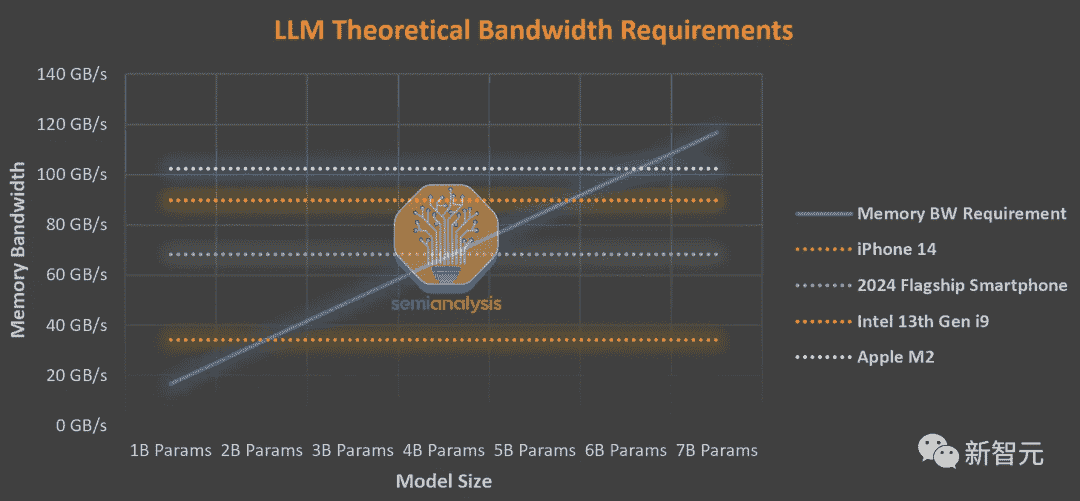 LLM Theoretical Bandwidth Requirements
140 GB/s
120 GB/s
100 GB/s
80 GB/s
60 GB/s
40 GB/s
20 GB/s
0 GB/s
Memory Bandwidth
1B Params 2B Params 3B Params 4B Params 5B Params 6B Params 7B Params
Model Size
semianalysis
Memory BW Requirement
iPhone 14
2024 Flagship Smartphone
Intel 13th Gen i9
Apple M2
新智元